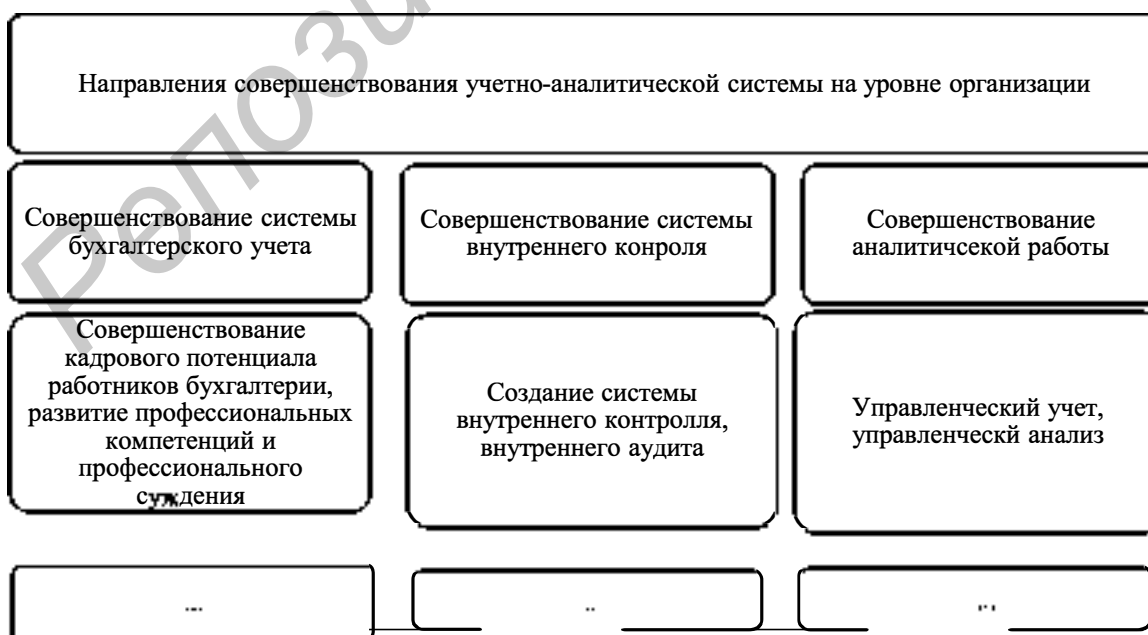 Направления совершенствования учетно-аналитической системы на уровне организации
Совершенствование системы
бухгалтерского учета
Совершенствование системы
внутреннего конроля
Совершенствование
аналитичсекой работы
Совершенствование
кадрового потенциала
работников бухгалтерии,
развитие профессиональных
компетенций и
профессионального
суждения
Создание системы
внутреннего контролля,
внутреннего аудита
Управленческий учет,
управленческй анализ
...
..
Репози